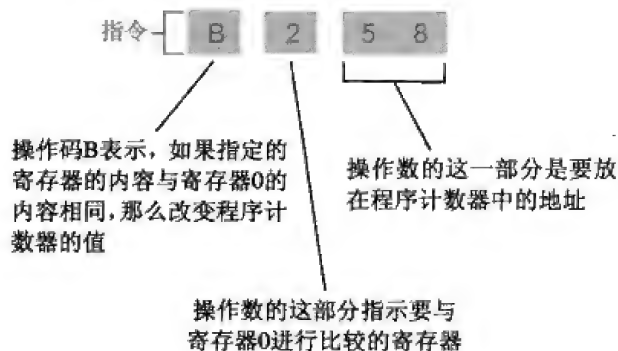 指令 B 2 5 8
操作码B表示，如果指定的
寄存器的内容与寄存器0的
内容相同，那么改变程序计
数器的值
操作数的这一部分是要放
在程序计数器中的地址
操作数的这部分指示要与
寄存器0进行比较的寄存器